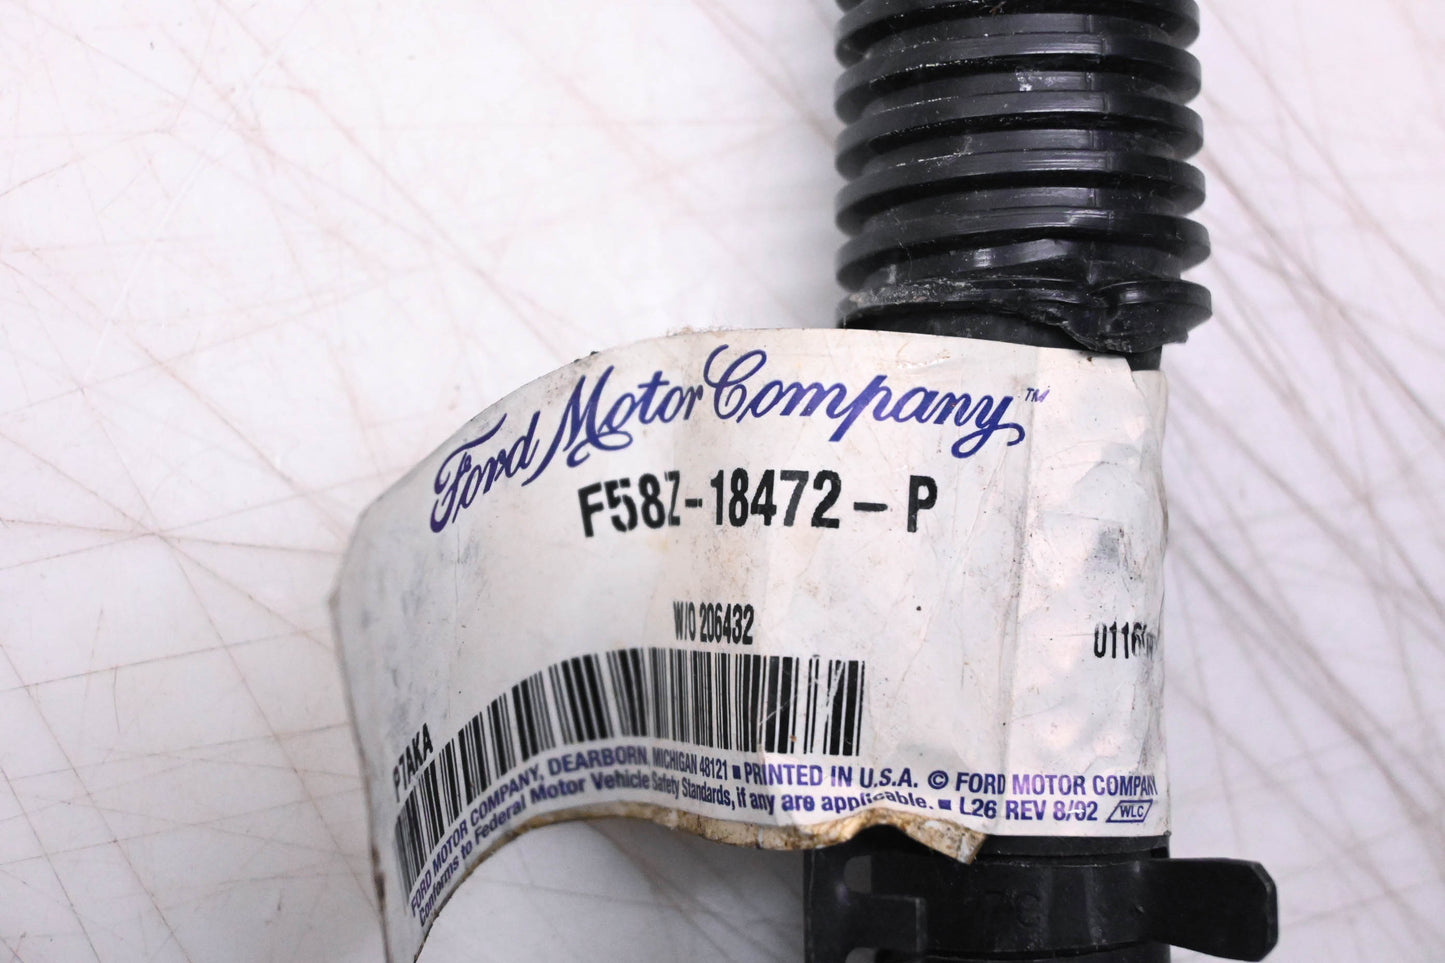 Ford Motor Company™
F58Z-18472-P
W/O 206432
P7AKA
FORD MOTOR COMPANY, DEARBORN, MICHIGAN 48121 ■ PRINTED IN U.S.A. © FORD MOTOR COMPANY
Conforms to Federal Motor Vehicle Safety Standards, if any are applicable. ■ L26 REV 8/92 WLC